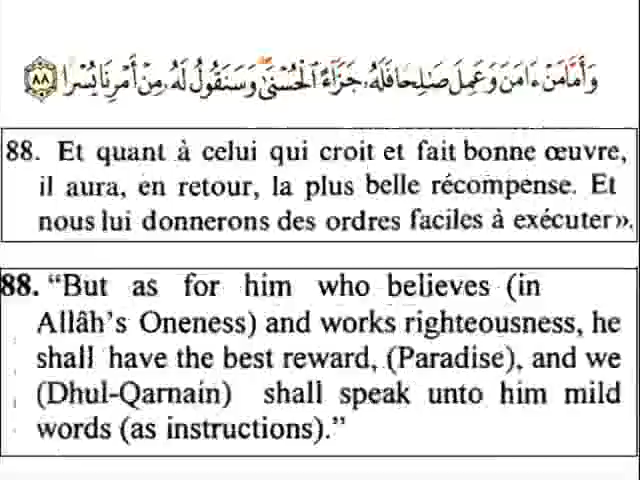 وَأَمَّا مَنْ ءَامَنَ وَعَمِلَ صَٰلِحًا فَلَهُۥ جَزَآءً ٱلْحُسْنَىٰ وَسَنَقُولُ لَهُۥ مِنْ أَمْرِنَا يُسْرًا ٨٨
88. Et quant à celui qui croit et fait bonne œuvre,
il aura, en retour, la plus belle récompense. Et
nous lui donnerons des ordres faciles à exécuter».
88. “But as for him who believes (in
Allâh’s Oneness) and works righteousness, he
shall have the best reward, (Paradise), and we
(Dhul-Qarnain) shall speak unto him mild
words (as instructions).”